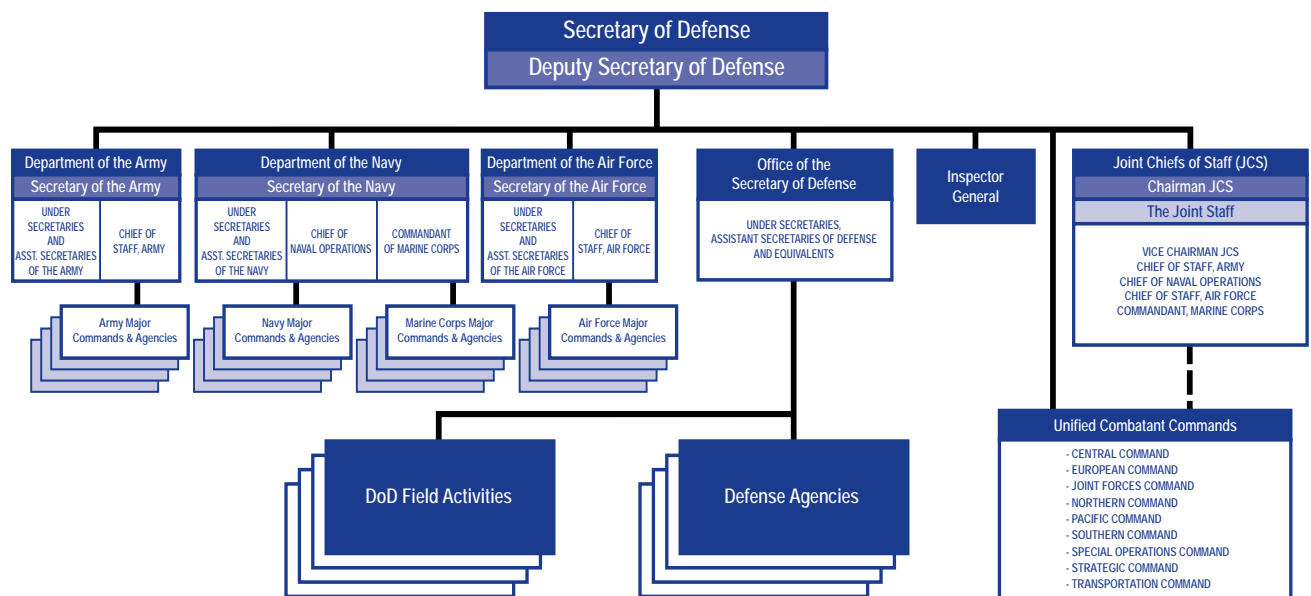 Secretary of Defense
Deputy Secretary of Defense
Department of the Army
Secretary of the Army
UNDER
SECRETARIES
AND
ASST. SECRETARIES
OF THE ARMY
CHIEF OF
STAFF, ARMY
Department of the Navy
Secretary of the Navy
UNDER
SECRETARIES
AND
ASST. SECRETARIES
OF THE NAVY
CHIEF OF
NAVAL OPERATIONS
COMMANDANT
OF MARINE CORPS
Department of the Air Force
Secretary of the Air Force
UNDER
SECRETARIES
AND
ASST. SECRETARIES
OF THE AIR FORCE
CHIEF OF
STAFF, AIR FORCE
Office of the
Secretary of Defense
UNDER SECRETARIES,
ASSISTANT SECRETARIES OF DEFENSE
AND EQUIVALENTS
Inspector
General
Joint Chiefs of Staff (JCS)
Chairman JCS
The Joint Staff
VICE CHAIRMAN JCS
CHIEF OF STAFF, ARMY
CHIEF OF NAVAL OPERATIONS
CHIEF OF STAFF, AIR FORCE
COMMANDANT, MARINE CORPS
Army Major
Commands & Agencies
Navy Major
Commands & Agencies
Marine Corps Major
Commands & Agencies
Air Force Major
Commands & Agencies
DoD Field Activities
Defense Agencies
Unified Combatant Commands
- CENTRAL COMMAND
- EUROPEAN COMMAND
- JOINT FORCES COMMAND
- NORTHERN COMMAND
- PACIFIC COMMAND
- SOUTHERN COMMAND
- SPECIAL OPERATIONS COMMAND
- STRATEGIC COMMAND
- TRANSPORTATION COMMAND